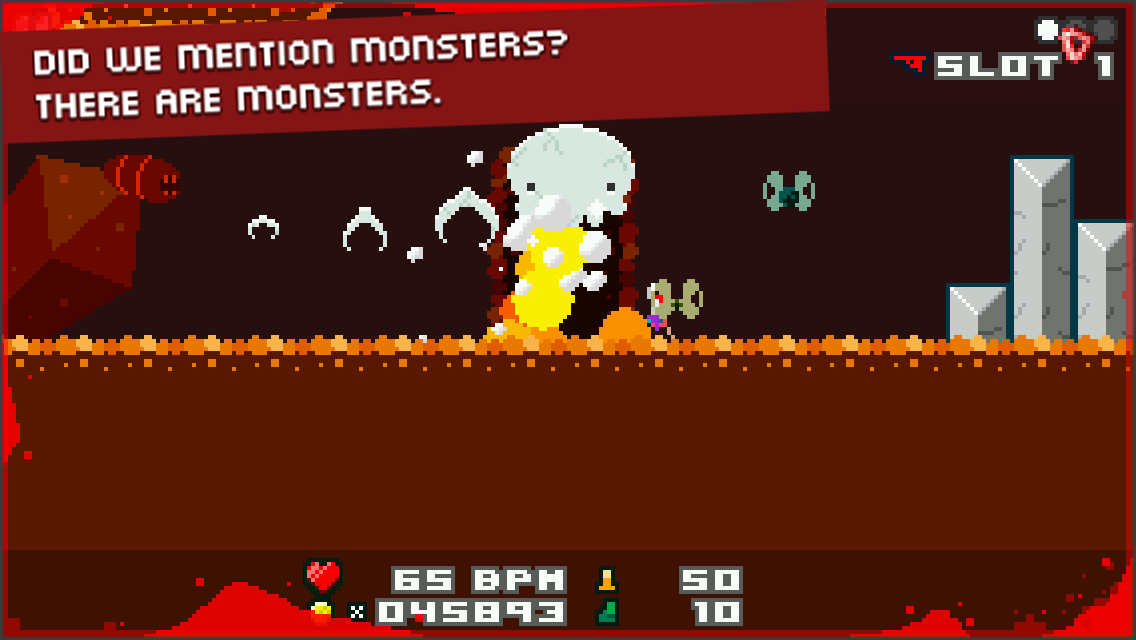 DID WE MENTION MONSTERS?
THERE ARE MONSTERS.
SLOT 1
65 BPM 50
x 045893 10